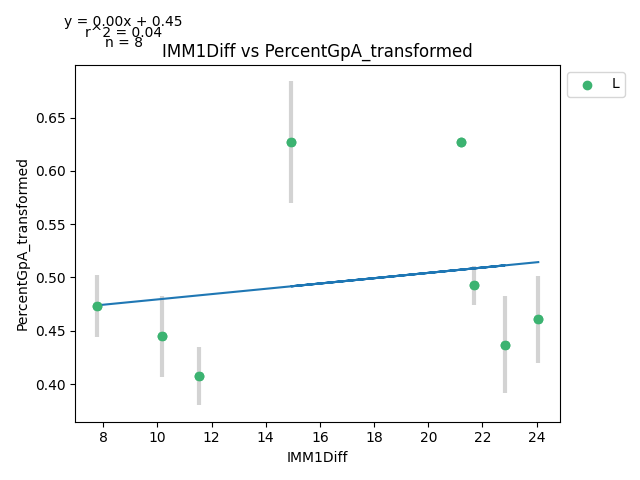 y = 0.00x + 0.45
r^2 = 0.04
n = 8
IMM1Diff vs PercentGpA_transformed
L
PercentGpA_transformed
0.65
0.60
0.55
0.50
0.45
0.40
8 10 12 14 16 18 20 22 24
IMM1Diff